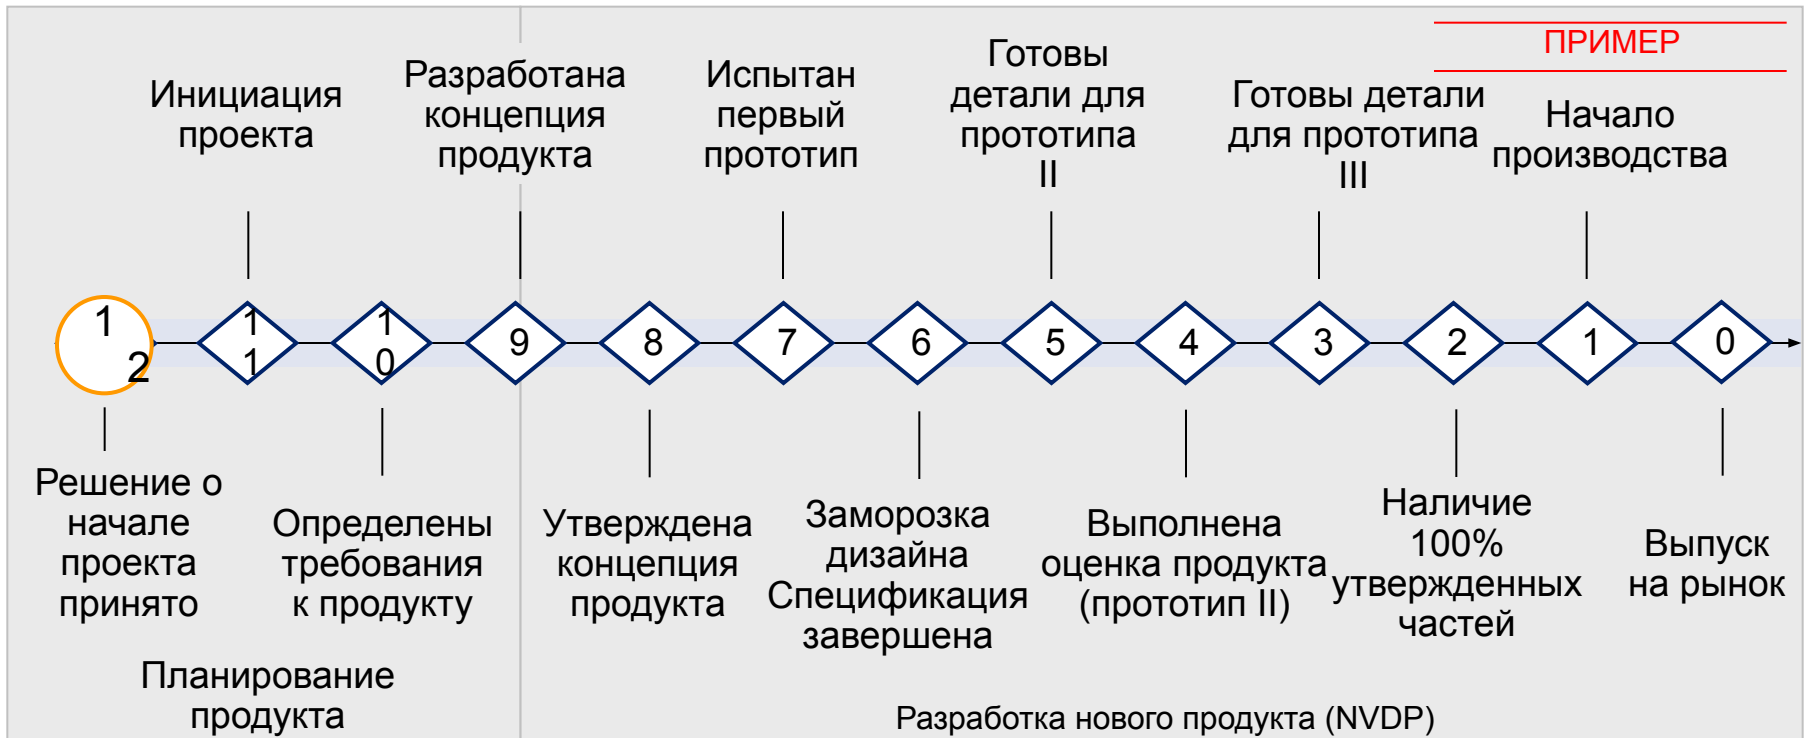 ПРИМЕР
Инициация
проекта
Разработана
концепция
продукта
Испытан
первый
прототип
Готовы
детали для
прототипа
II
Готовы детали
для прототипа
III
Начало
производства
1
2
1
1
1
0
9
8
7
6
5
4
3
2
1
0
Решение о
начале
проекта
принято
Определены
требования
к продукту
Утверждена
концепция
продукта
Заморозка
дизайна
Спецификация
завершена
Выполнена
оценка продукта
(прототип II)
Наличие
100%
утвержденных
частей
Выпуск
на рынок
Планирование
продукта
Разработка нового продукта (NVDP)